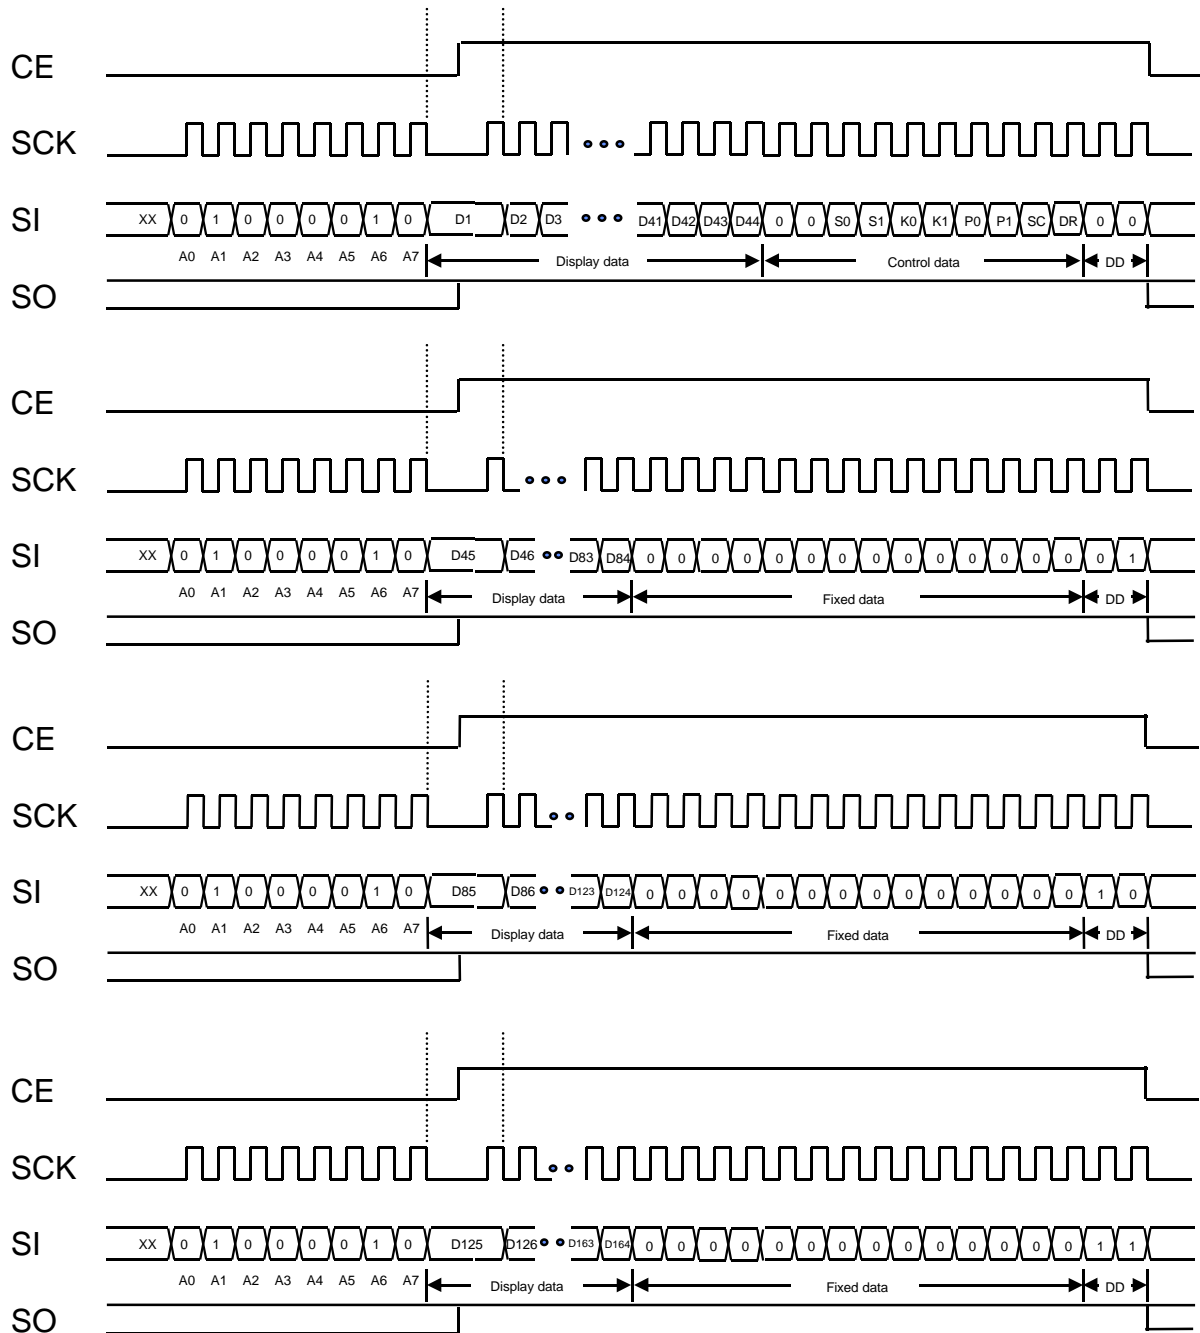 CE
SCK
SI XX 0 1 0 0 0 0 1 0 D1 D2 D3 D41 D42 D43 D44 0 0 S0 S1 K0 K1 P0 P1 SC DR 0 0
A0 A1 A2 A3 A4 A5 A6 A7 Display data Control data DD
SO
CE
SCK
SI XX 0 1 0 0 0 0 1 0 D45 D46 D83 D84 0 0 0 0 0 0 0 0 0 0 0 0 0 0 0 1
A0 A1 A2 A3 A4 A5 A6 A7 Display data Fixed data DD
SO
CE
SCK
SI XX 0 1 0 0 0 0 1 0 D85 D86 D123 D124 0 0 0 0 0 0 0 0 0 0 0 0 0 0 1 0
A0 A1 A2 A3 A4 A5 A6 A7 Display data Fixed data DD
SO
CE
SCK
SI XX 0 1 0 0 0 0 1 0 D125 D126 D163 D164 0 0 0 0 0 0 0 0 0 0 0 0 0 0 1 1
A0 A1 A2 A3 A4 A5 A6 A7 Display data Fixed data DD
SO